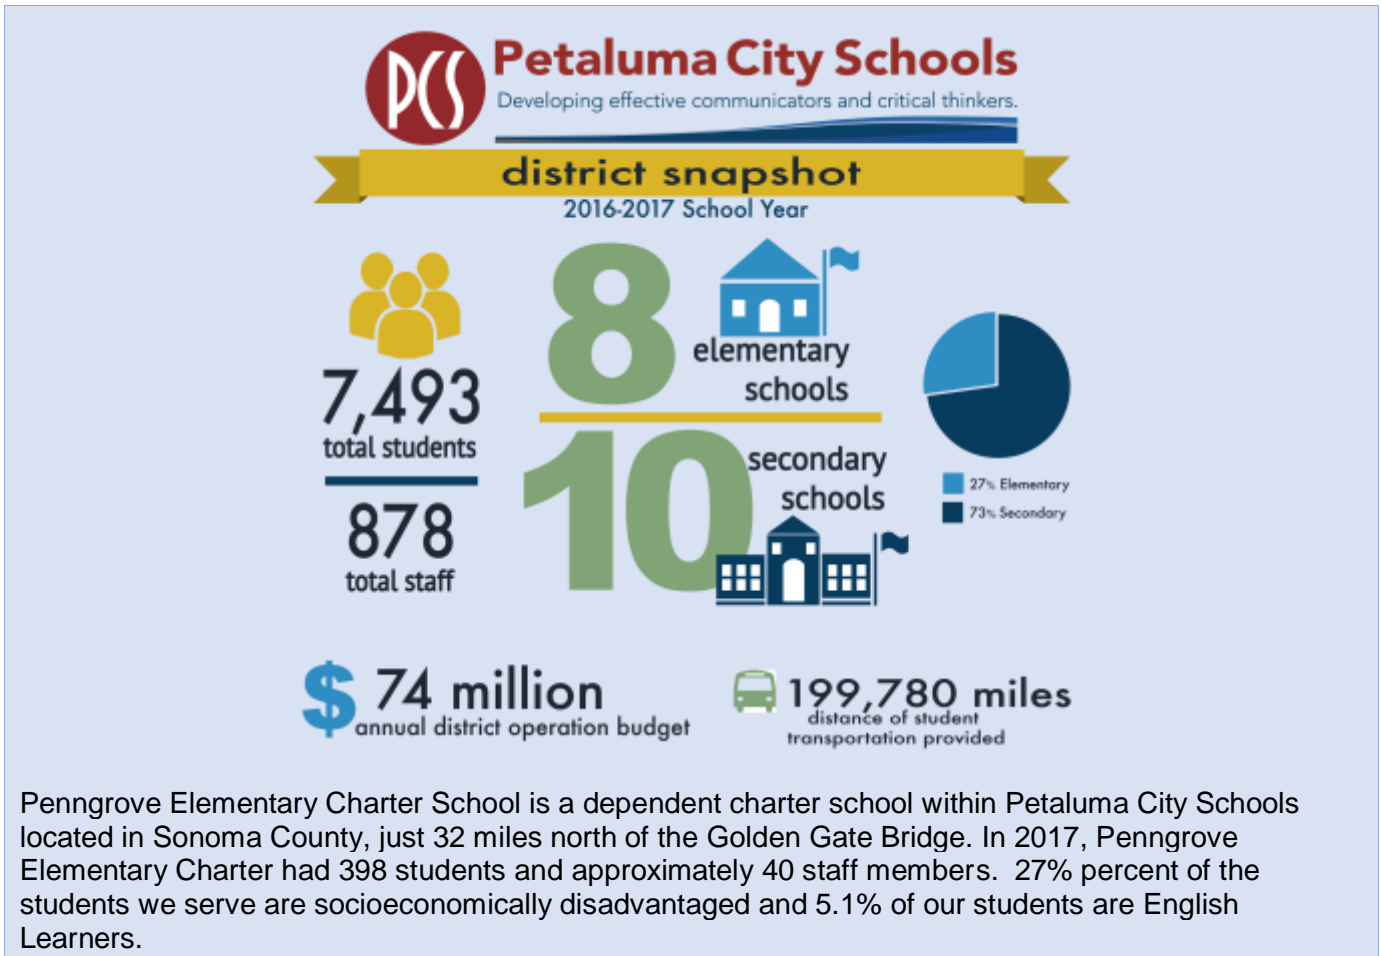 PCS
Petaluma City Schools
Developing effective communicators and critical thinkers.
district snapshot
2016-2017 School Year
7,493
total students
878
total staff
8
elementary
schools
10
secondary
schools
27% Elementary
73% Secondary
$ 74 million
annual district operation budget
199,780 miles
distance of student
transportation provided
Penngrove Elementary Charter School is a dependent charter school within Petaluma City Schools
located in Sonoma County, just 32 miles north of the Golden Gate Bridge. In 2017, Penngrove
Elementary Charter had 398 students and approximately 40 staff members.  27% percent of the
students we serve are socioeconomically disadvantaged and 5.1% of our students are English
Learners.